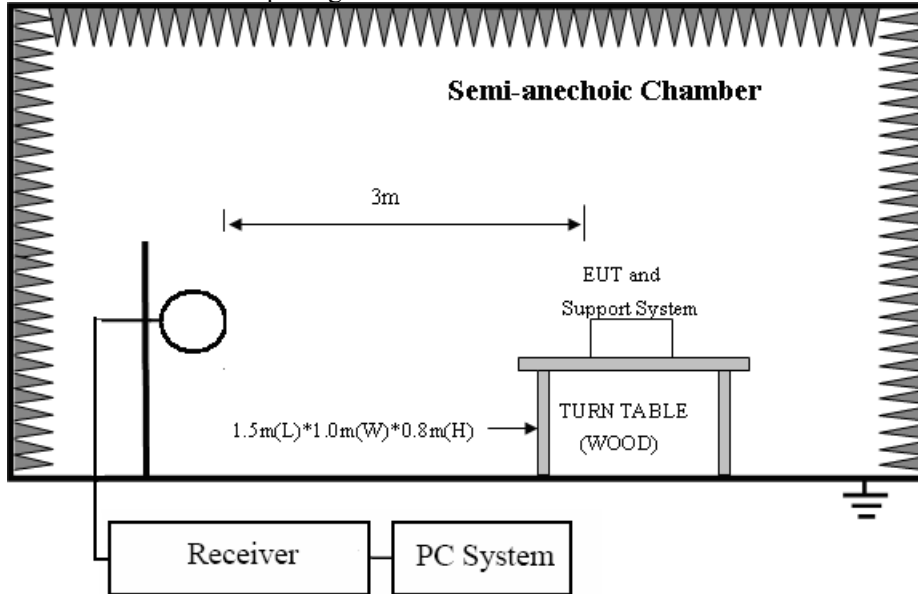 Semi-anechoic Chamber
3m
EUT and
Support System
1.5m(L)*1.0m(W)*0.8m(H)
TURN TABLE
(WOOD)
Receiver
PC System